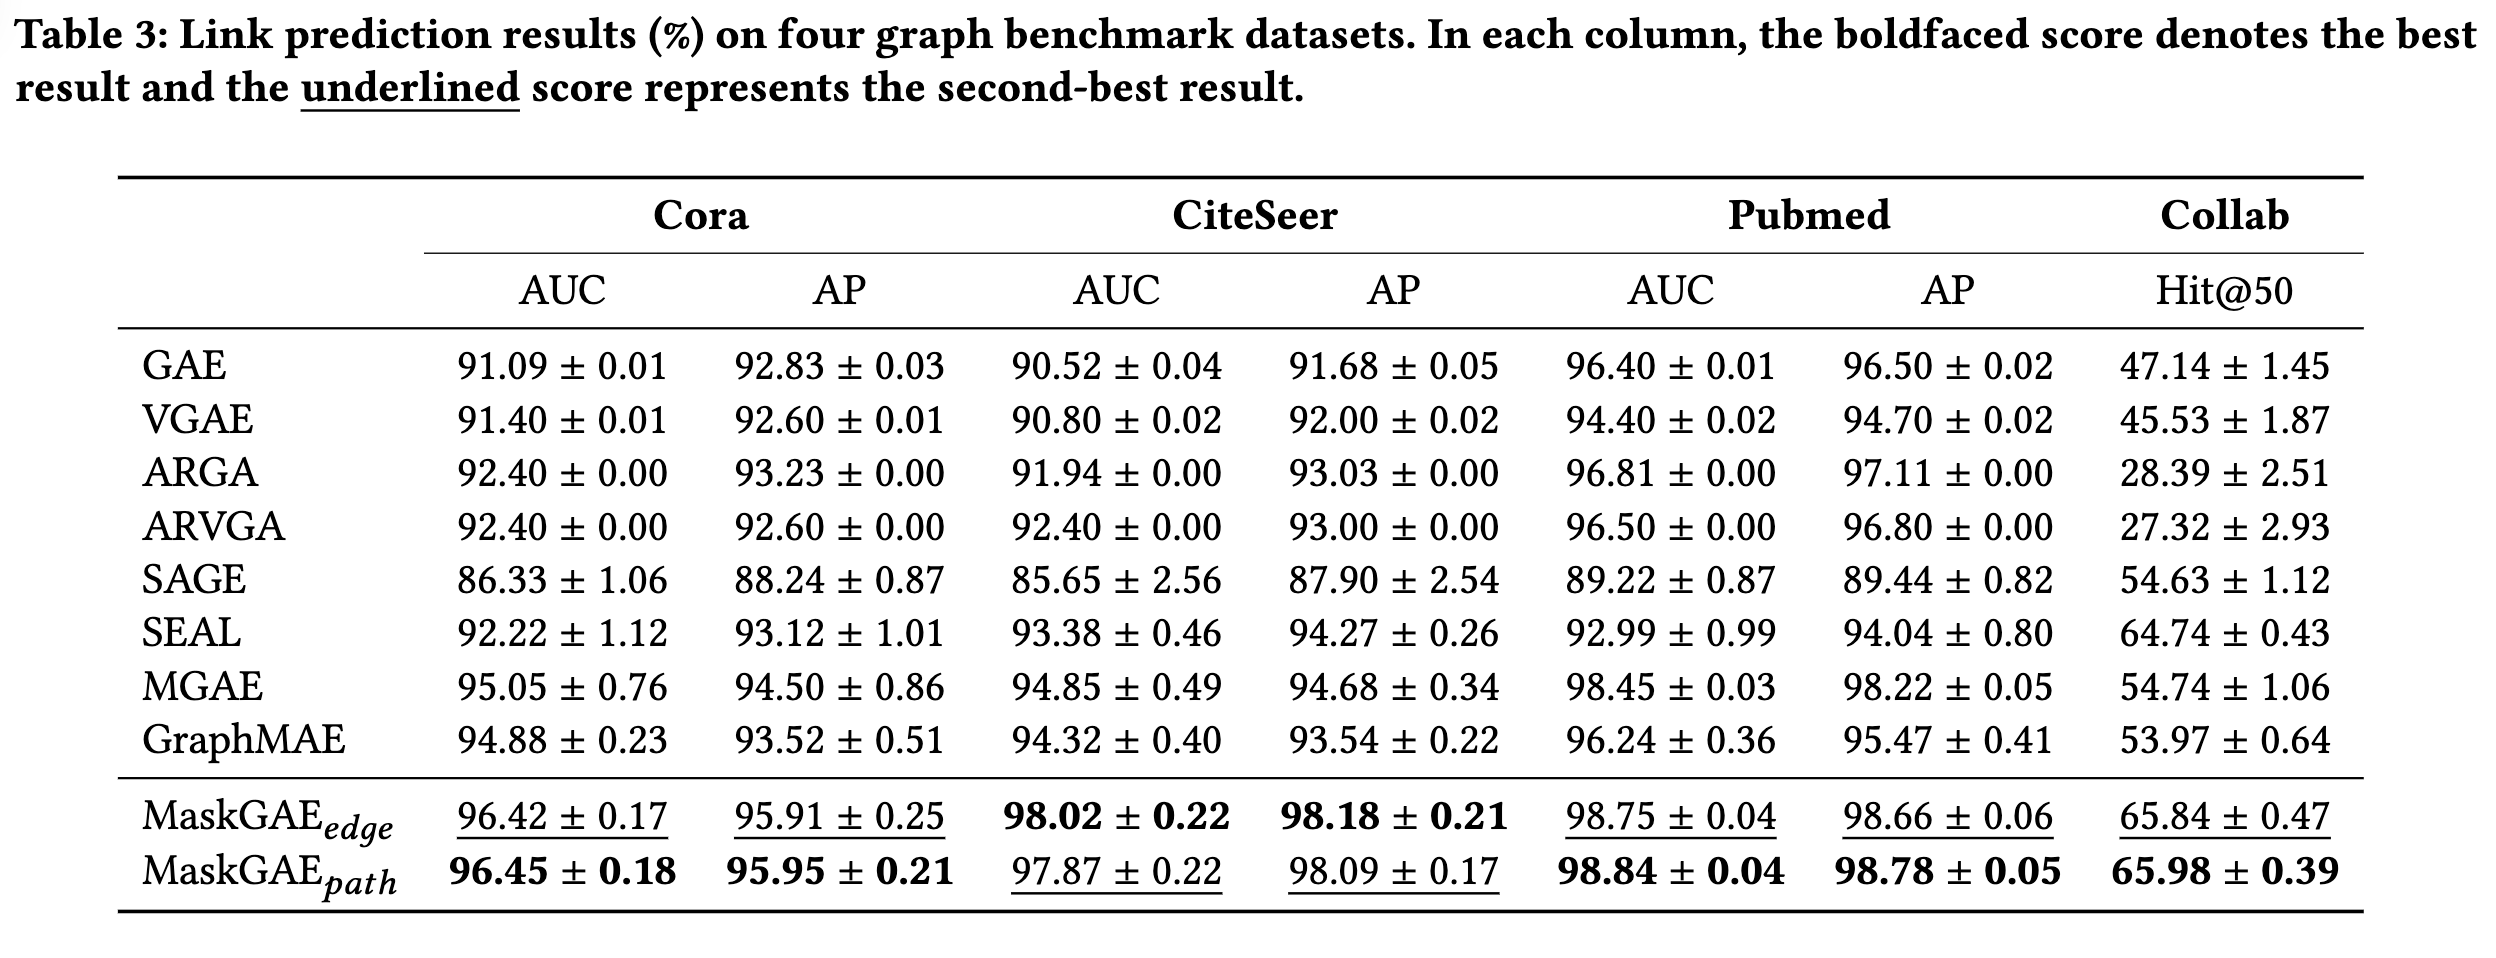 Table 3: Link prediction results (%) on four graph benchmark datasets. In each column, the boldfaced score denotes the best
result and the underlined score represents the second-best result.
Cora CiteSeer Pubmed Collab
AUC AP AUC AP AUC AP Hit@50
GAE 91.09 ± 0.01 92.83 ± 0.03 90.52 ± 0.04 91.68 ± 0.05 96.40 ± 0.01 96.50 ± 0.02 47.14 ± 1.45
VGAE 91.40 ± 0.01 92.60 ± 0.01 90.80 ± 0.02 92.00 ± 0.02 94.40 ± 0.02 94.70 ± 0.02 45.53 ± 1.87
ARGA 92.40 ± 0.00 93.23 ± 0.00 91.94 ± 0.00 93.03 ± 0.00 96.81 ± 0.00 97.11 ± 0.00 28.39 ± 2.51
ARVGA 92.40 ± 0.00 92.60 ± 0.00 92.40 ± 0.00 93.00 ± 0.00 96.50 ± 0.00 96.80 ± 0.00 27.32 ± 2.93
SAGE 86.33 ± 1.06 88.24 ± 0.87 85.65 ± 2.56 87.90 ± 2.54 89.22 ± 0.87 89.44 ± 0.82 54.63 ± 1.12
SEAL 92.22 ± 1.12 93.12 ± 1.01 93.38 ± 0.46 94.27 ± 0.26 92.99 ± 0.99 94.04 ± 0.80 64.74 ± 0.43
MGAE 95.05 ± 0.76 94.50 ± 0.86 94.85 ± 0.49 94.68 ± 0.34 98.45 ± 0.03 98.22 ± 0.05 54.74 ± 1.06
GraphMAE 94.88 ± 0.23 93.52 ± 0.51 94.32 ± 0.40 93.54 ± 0.22 96.24 ± 0.36 95.47 ± 0.41 53.97 ± 0.64
MaskGAEedge 96.42 ± 0.17 95.91 ± 0.25 98.02 ± 0.22 98.18 ± 0.21 98.75 ± 0.04 98.66 ± 0.06 65.84 ± 0.47
MaskGAEpath 96.45 ± 0.18 95.95 ± 0.21 97.87 ± 0.22 98.09 ± 0.17 98.84 ± 0.04 98.78 ± 0.05 65.98 ± 0.39